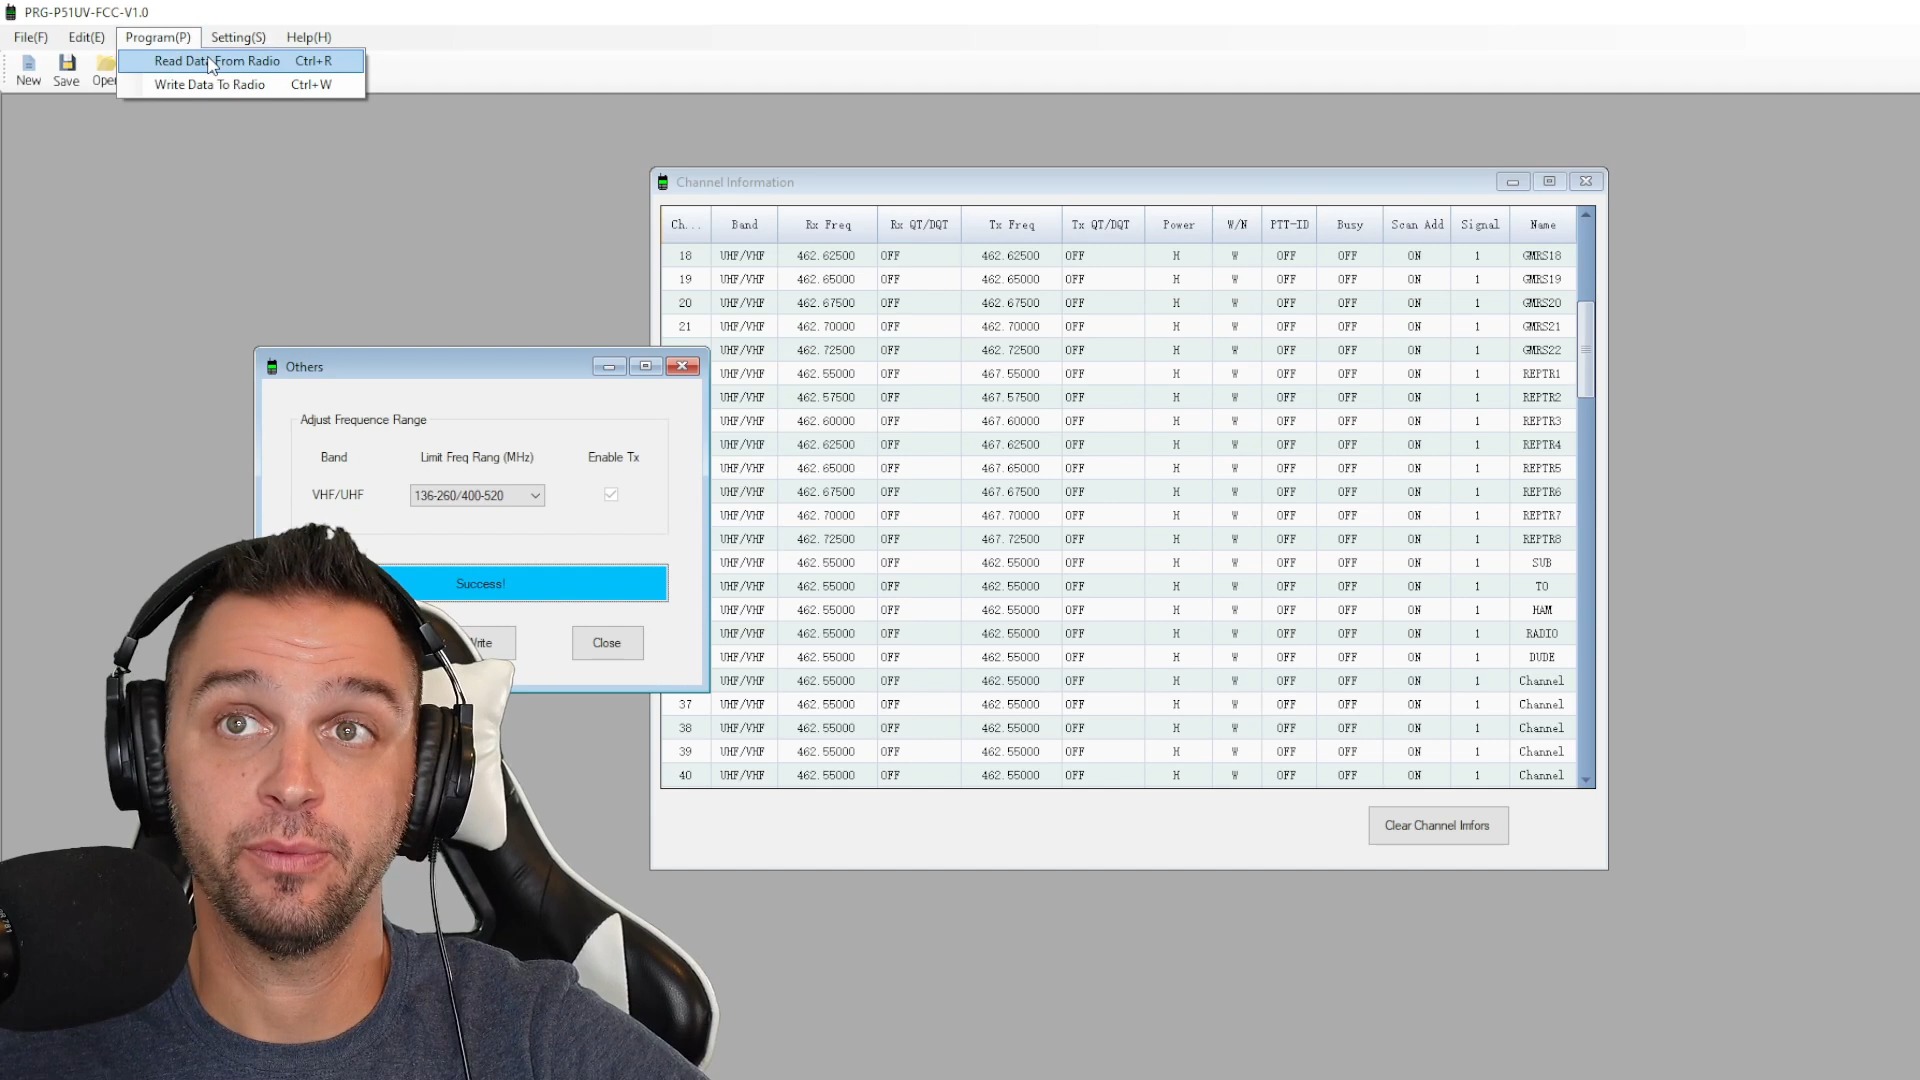 PRG-P51UV-FCC-V1.0
File(F) Edit(E) Program(P) Setting(S) Help(H)
Read Data From Radio Ctrl+R
Write Data To Radio Ctrl+W
New Save Open
Channel Information
Ch... Band Rx Freq Rx QT/DQT Tx Freq Tx QT/DQT Power W/N PTT-ID Busy Scan Add Signal Name
18 UHF/VHF 462.62500 OFF 462.62500 OFF H W OFF OFF ON 1 GMRS18
19 UHF/VHF 462.65000 OFF 462.65000 OFF H W OFF OFF ON 1 GMRS19
20 UHF/VHF 462.67500 OFF 462.67500 OFF H W OFF OFF ON 1 GMRS20
21 UHF/VHF 462.70000 OFF 462.70000 OFF H W OFF OFF ON 1 GMRS21
UHF/VHF 462.72500 OFF 462.72500 OFF H W OFF OFF ON 1 GMRS22
UHF/VHF 462.55000 OFF 467.55000 OFF H W OFF OFF ON 1 REPTR1
UHF/VHF 462.57500 OFF 467.57500 OFF H W OFF OFF ON 1 REPTR2
UHF/VHF 462.60000 OFF 467.60000 OFF H W OFF OFF ON 1 REPTR3
UHF/VHF 462.62500 OFF 467.62500 OFF H W OFF OFF ON 1 REPTR4
UHF/VHF 462.65000 OFF 467.65000 OFF H W OFF OFF ON 1 REPTR5
UHF/VHF 462.67500 OFF 467.67500 OFF H W OFF OFF ON 1 REPTR6
UHF/VHF 462.70000 OFF 467.70000 OFF H W OFF OFF ON 1 REPTR7
UHF/VHF 462.72500 OFF 467.72500 OFF H W OFF OFF ON 1 REPTR8
UHF/VHF 462.55000 OFF 462.55000 OFF H W OFF OFF ON 1 SUB
UHF/VHF 462.55000 OFF 462.55000 OFF H W OFF OFF ON 1 TO
UHF/VHF 462.55000 OFF 462.55000 OFF H W OFF OFF ON 1 HAM
UHF/VHF 462.55000 OFF 462.55000 OFF H W OFF OFF ON 1 RADIO
UHF/VHF 462.55000 OFF 462.55000 OFF H W OFF OFF ON 1 DUDE
UHF/VHF 462.55000 OFF 462.55000 OFF H W OFF OFF ON 1 Channel
37 UHF/VHF 462.55000 OFF 462.55000 OFF H W OFF OFF ON 1 Channel
38 UHF/VHF 462.55000 OFF 462.55000 OFF H W OFF OFF ON 1 Channel
39 UHF/VHF 462.55000 OFF 462.55000 OFF H W OFF OFF ON 1 Channel
40 UHF/VHF 462.55000 OFF 462.55000 OFF H W OFF OFF ON 1 Channel
Clear Channel Imfors
Others
Adjust Frequence Range
Band Limit Freq Rang (MHz) Enable Tx
VHF/UHF 136-260/400-520
Success!
Close